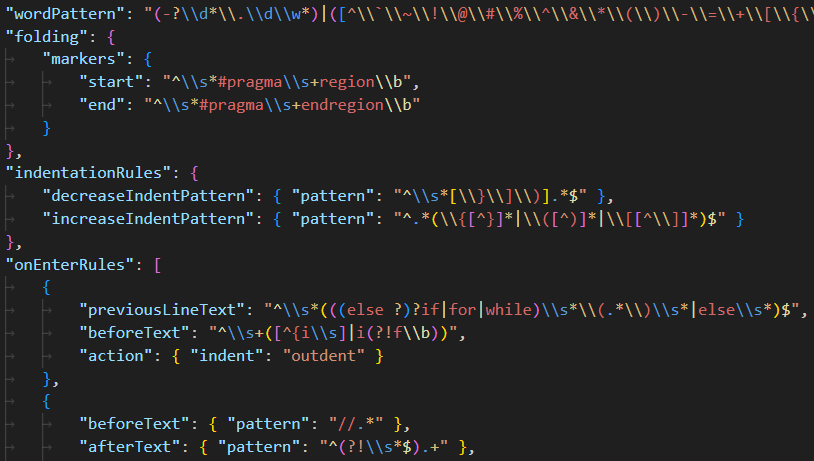 "wordPattern": "(-?\\d*\\.\\d\\w*)|([^\\`\\~\\!\\@\\#\\%\\^\\&\\*\\(\\)\\-\\=\\+\\[\\{\\
"folding": {
"markers": {
"start": "^\\s*#pragma\\s+region\\b",
"end": "^\\s*#pragma\\s+endregion\\b"
}
},
"indentationRules": {
"decreaseIndentPattern": { "pattern": "^\\s*[\\}\\]\\)].*$" },
"increaseIndentPattern": { "pattern": "^.*(\\{[^}]*|\\([^)]*|\\[[^\\]]*)$" }
},
"onEnterRules": [
{
"previousLineText": "^\\s*(((else ?)?if|for|while)\\s*\\(.*\\)\\s*|else\\s*)$",
"beforeText": "^\\s+([^{i\\s]|i(?!f\\b))",
"action": { "indent": "outdent" }
},
{
"beforeText": { "pattern": "//.*" },
"afterText": { "pattern": "^(?!\\s*$).+" },